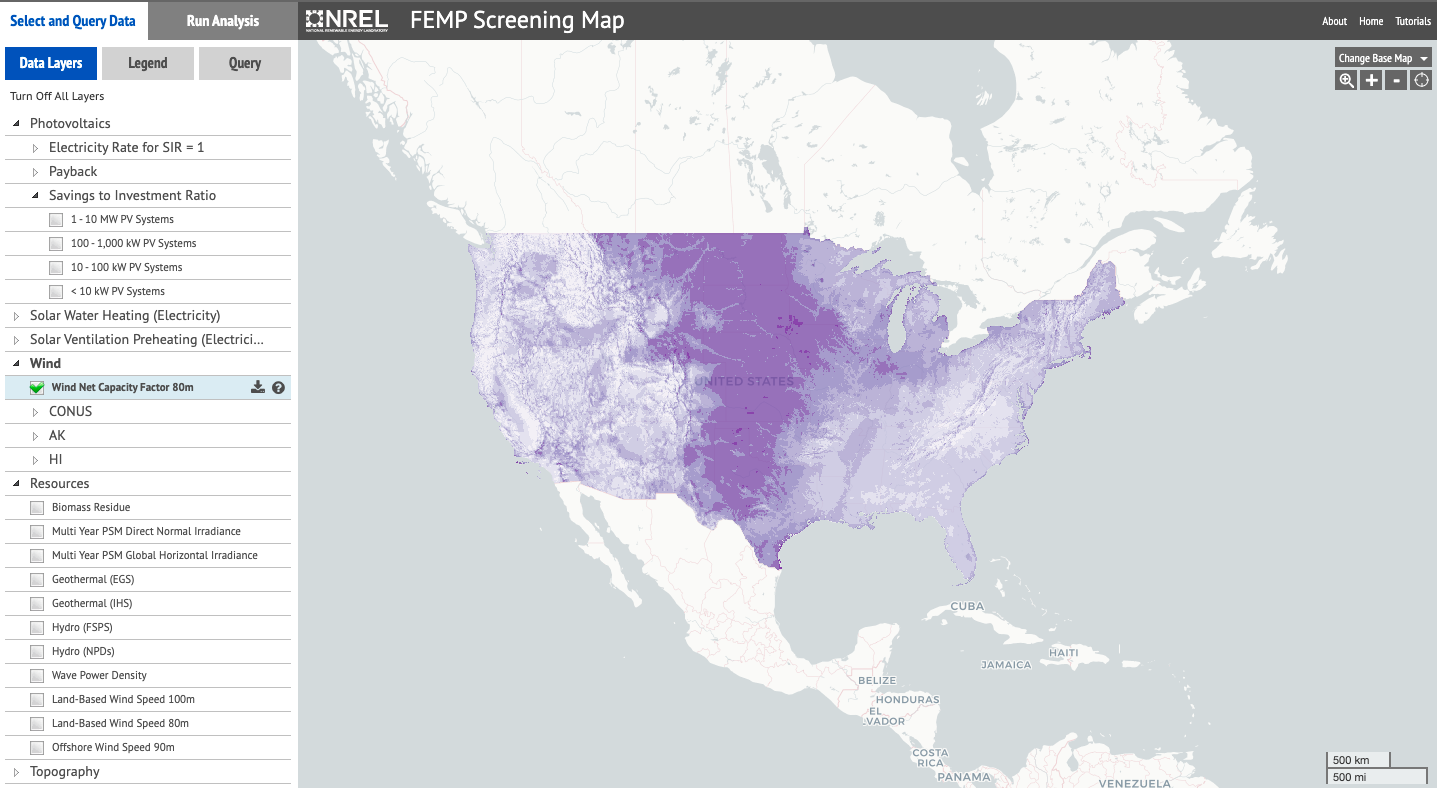 Select and Query Data
Run Analysis
NREL
NATIONAL RENEWABLE ENERGY LABORATORY
FEMP Screening Map
About
Home
Tutorials
Data Layers
Legend
Query
Change Base Map
Turn Off All Layers
Photovoltaics
Electricity Rate for SIR = 1
Payback
Savings to Investment Ratio
1 - 10 MW PV Systems
100 - 1,000 kW PV Systems
10 - 100 kW PV Systems
< 10 kW PV Systems
Solar Water Heating (Electricity)
Solar Ventilation Preheating (Electrici...
Wind
Wind Net Capacity Factor 80m
CONUS
AK
HI
Resources
Biomass Residue
Multi Year PSM Direct Normal Irradiance
Multi Year PSM Global Horizontal Irradiance
Geothermal (EGS)
Geothermal (IHS)
Hydro (FSPS)
Hydro (NPDs)
Wave Power Density
Land-Based Wind Speed 100m
Land-Based Wind Speed 80m
Offshore Wind Speed 90m
Topography
UNITED STATES
CUBA
HAITI
JAMAICA
BELIZE
HONDURAS
EL
.VADOR
COSTA
RICA
PANAMA
VENEZUELA
500 km
500 mi